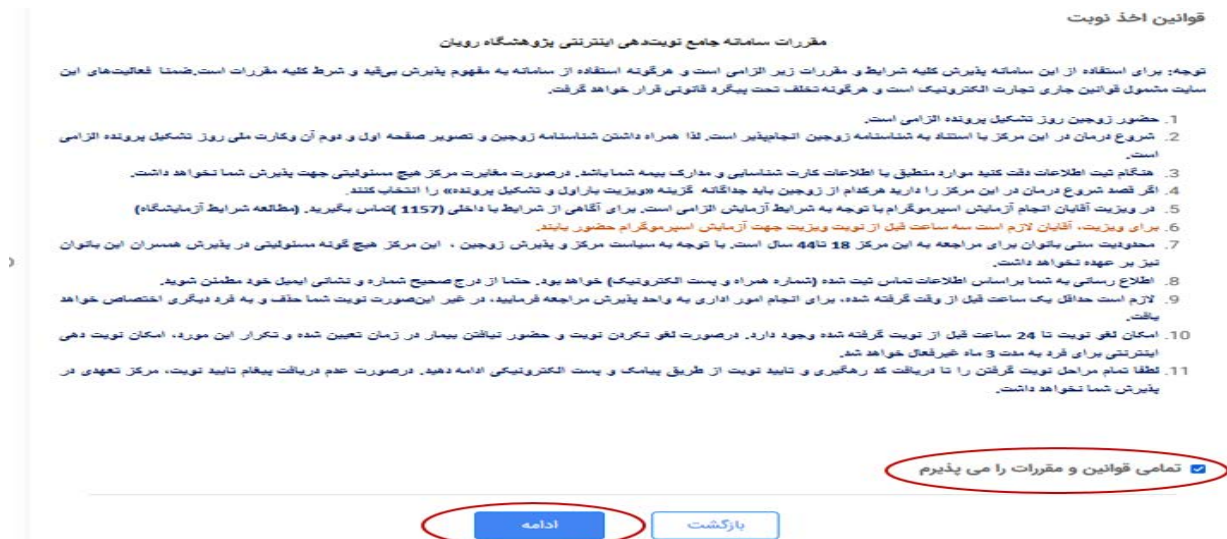 قوانین اخذ نوبت
مقررات سامانه جامع نوبت‌دهی اینترنتی پژوهشگاه رویان
توجه: برای استفاده از این سامانه پذیرش کلیه شرایط و مقررات زیر الزامی است و هرگونه استفاده از سامانه به مفهوم پذیرش بی‌قید و شرط کلیه مقررات است.ضمنا فعالیت‌های این
سایت مشمول قوانین جاری تجارت الکترونیک است و هرگونه تخلف تحت پیگرد قانونی قرار خواهد گرفت.
1. حضور زوجین روز تشکیل پرونده الزامی است.
2. شروع درمان در این مرکز با استناد به شناسنامه زوجین انجام‌پذیر است. لذا همراه داشتن شناسنامه زوجین و تصویر صفحه اول و دوم آن وکارت ملی روز تشکیل پرونده الزامی
است.
3. هنگام ثبت اطلاعات دقت کنید موارد منطبق با اطلاعات کارت شناسایی و مدارک بیمه شما باشد. درصورت مغایرت مرکز هیچ مسئولیتی جهت پذیرش شما نخواهد داشت.
4. اگر قصد شروع درمان در این مرکز را دارید هرکدام از زوجین باید جداگانه گزینه «ویزیت باراول و تشکیل پرونده» را انتخاب کنند.
5. در ویزیت آقایان انجام آزمایش اسپرموگرام با توجه به شرایط آزمایش الزامی است. برای آگاهی از شرایط با داخلی (1157 )تماس بگیرید. (مطالعه شرایط آزمایشگاه)
6. برای ویزیت، آقایان لازم است سه ساعت قبل از نوبت ویزیت جهت آزمایش اسپرموگرام حضور یابند.
7. محدودیت سنی بانوان برای مراجعه به این مرکز 18 تا44 سال است. با توجه به سیاست مرکز و پذیرش زوجین ، این مرکز هیچ گونه مسئولیتی در پذیرش همسران این بانوان
نیز بر عهده نخواهد داشت.
8. اطلاع رسانی به شما براساس اطلاعات تماس ثبت شده (شماره همراه و پست الکترونیک) خواهد بود. حتما از درج صحیح شماره و نشانی ایمیل خود مطمئن شوید.
9. لازم است حداقل یک ساعت قبل از وقت گرفته شده، برای انجام امور اداری به واحد پذیرش مراجعه فرمایید، در غیر این‌صورت نوبت شما حذف و به فرد دیگری اختصاص خواهد
یافت.
10. امکان لغو نوبت تا 24 ساعت قبل از نوبت گرفته شده وجود دارد. درصورت لغو نکردن نوبت و حضور نیافتن بیمار در زمان تعیین شده و تکرار این مورد، امکان نوبت دهی
اینترنتی برای فرد به مدت 3 ماه غیرفعال خواهد شد.
11. لطفا تمام مراحل نوبت گرفتن را تا دریافت کد رهگیری و تایید نوبت از طریق پیامک و پست الکترونیکی ادامه دهید. درصورت عدم دریافت پیغام تایید نوبت، مرکز تعهدی در
پذیرش شما نخواهد داشت.
تمامی قوانین و مقررات را می پذیرم
بازگشت
ادامه